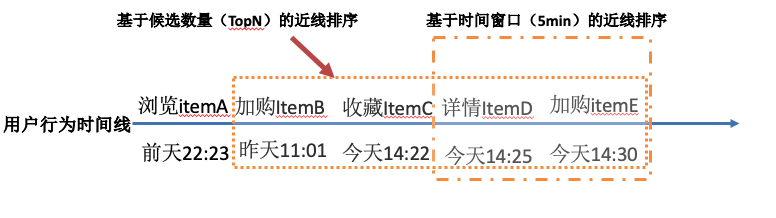 基于候选数量（TopN）的近线排序
基于时间窗口（5min）的近线排序
浏览itemA 加购ItemB 收藏ItemC 详情ItemD 加购itemE
用户行为时间线
前天22:23 昨天11:01 今天14:22 今天14:25 今天14:30